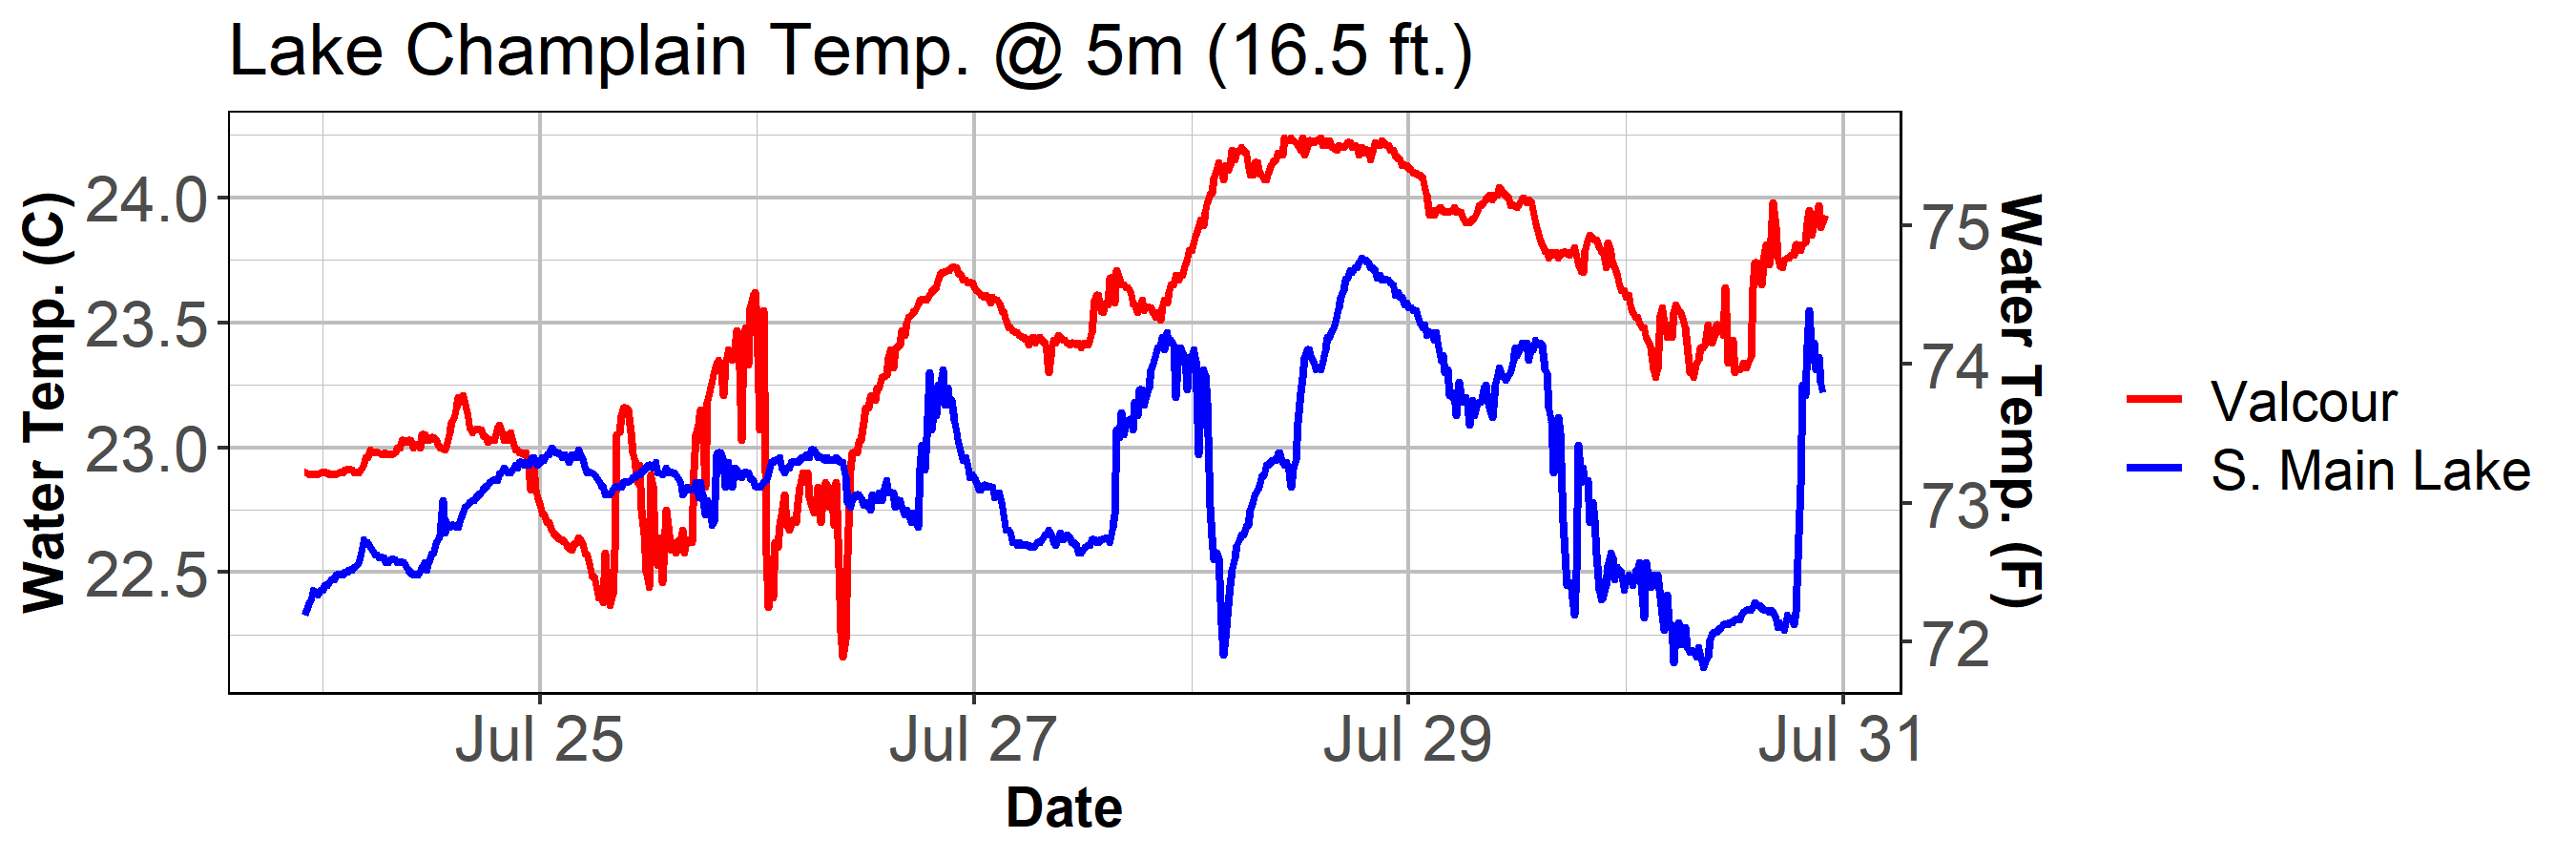 Lake Champlain Temp. @ 5m (16.5 ft.)
Water Temp. (C)
24.0
23.5
23.0
22.5
75
74
73
72
Water Temp. (F)
Jul 25
Jul 27
Jul 29
Jul 31
Date
Valcour
S. Main Lake